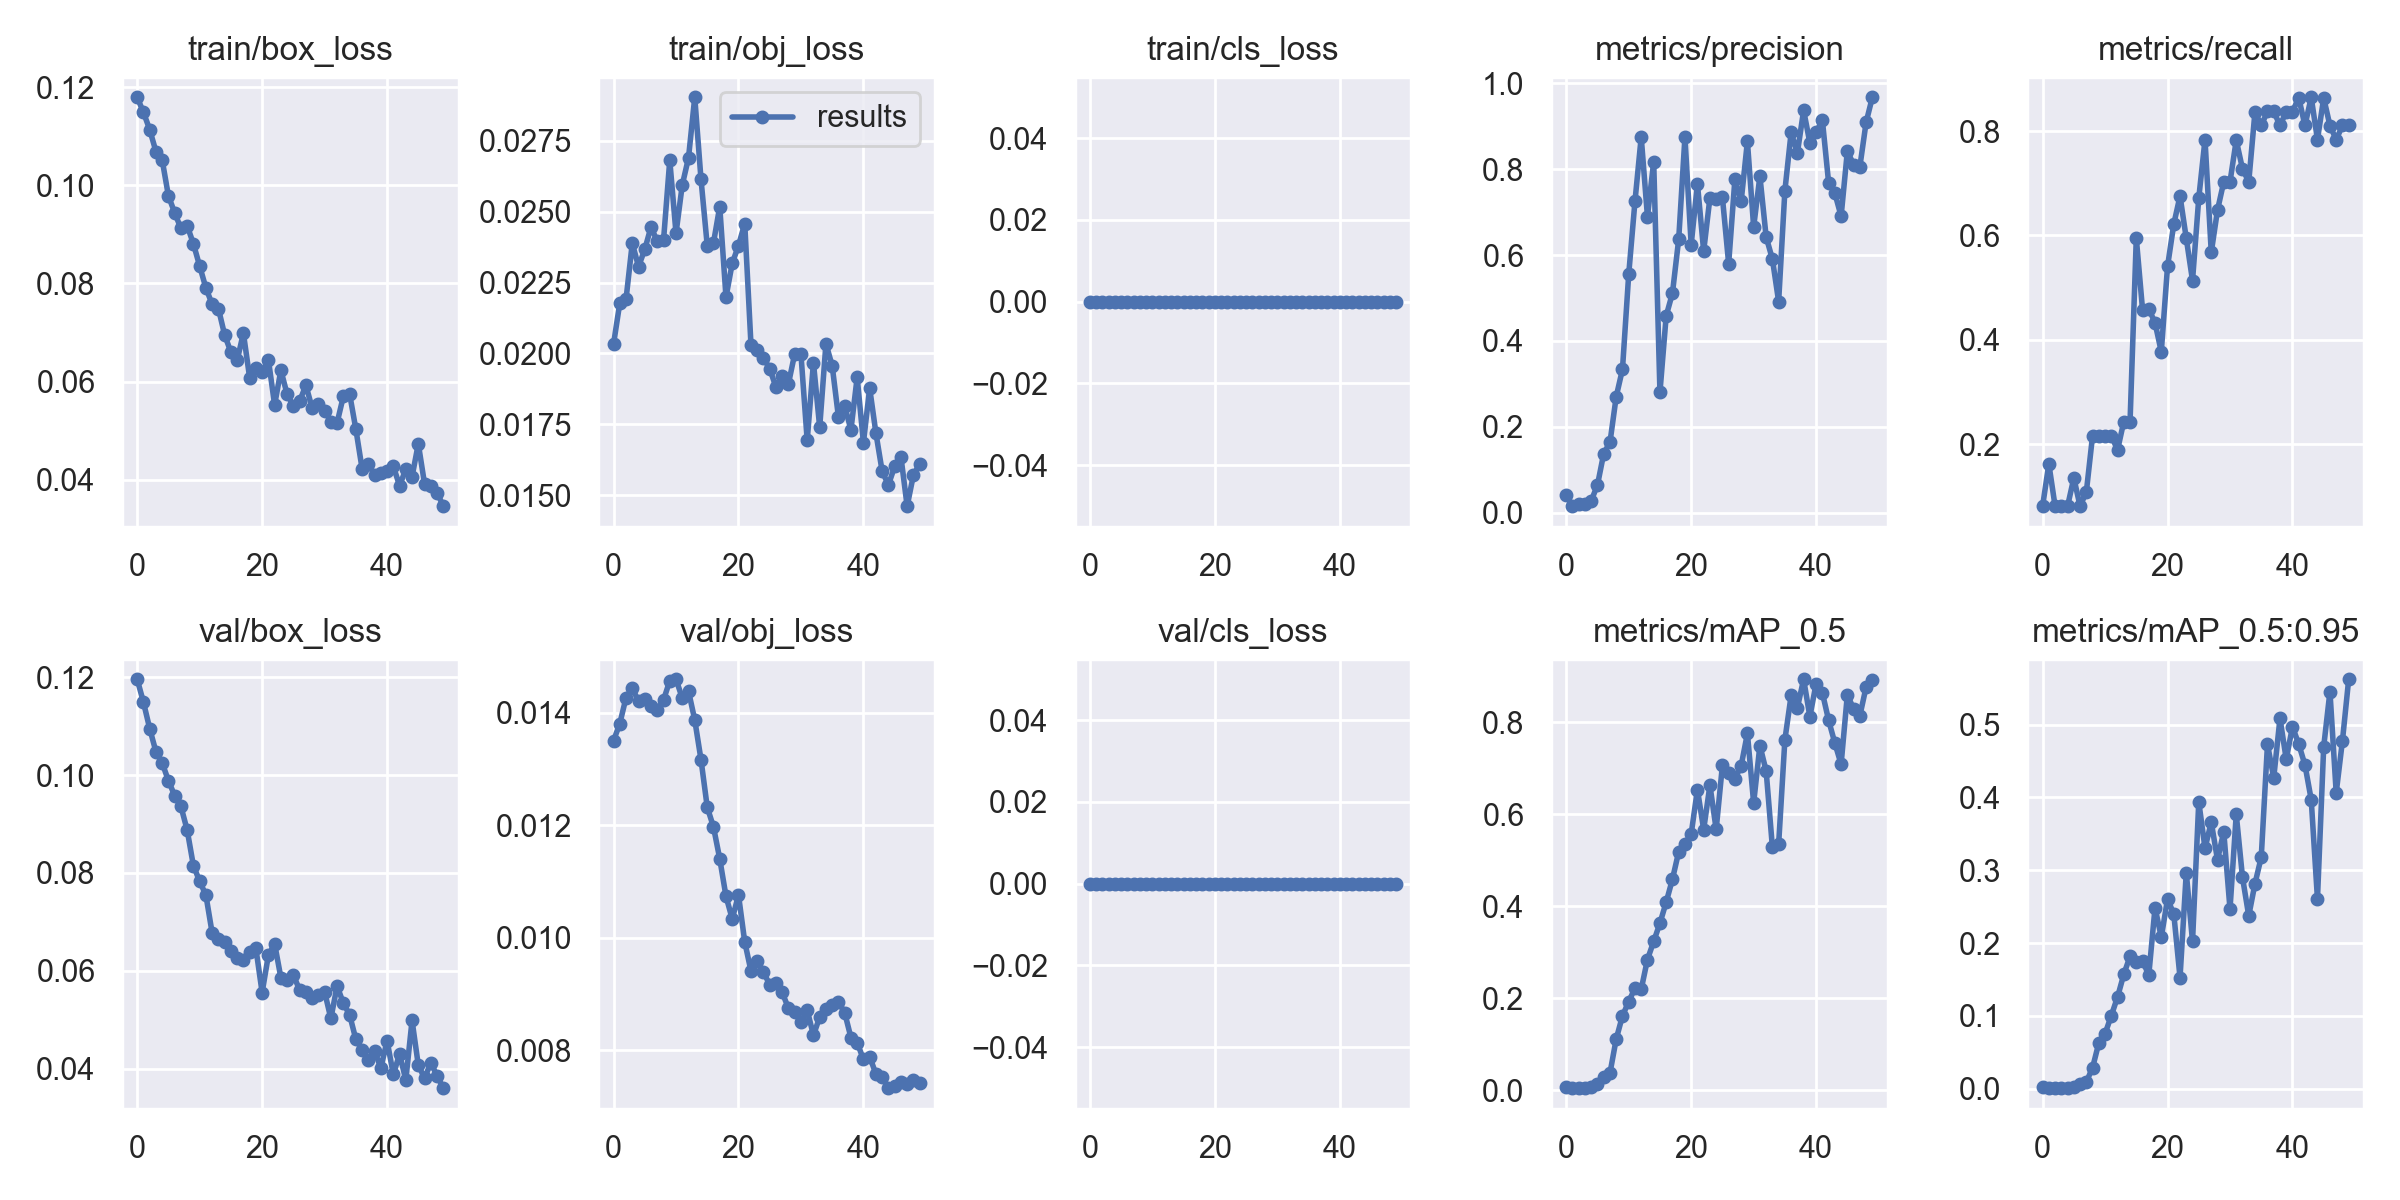 train/box_loss train/obj_loss train/cls_loss metrics/precision metrics/recall
0.12 0.10 0.08 0.06 0.04
0 20 40
results
0.0275 0.0250 0.0225 0.0200 0.0175 0.0150
0 20 40
0.04 0.02 0.00 −0.02 −0.04
0 20 40
1.0 0.8 0.6 0.4 0.2 0.0
0 20 40
0.8 0.6 0.4 0.2
0 20 40
val/box_loss val/obj_loss val/cls_loss metrics/mAP_0.5 metrics/mAP_0.5:0.95
0.12 0.10 0.08 0.06 0.04
0 20 40
0.014 0.012 0.010 0.008
0 20 40
0.04 0.02 0.00 −0.02 −0.04
0 20 40
0.8 0.6 0.4 0.2 0.0
0 20 40
0.5 0.4 0.3 0.2 0.1 0.0
0 20 40